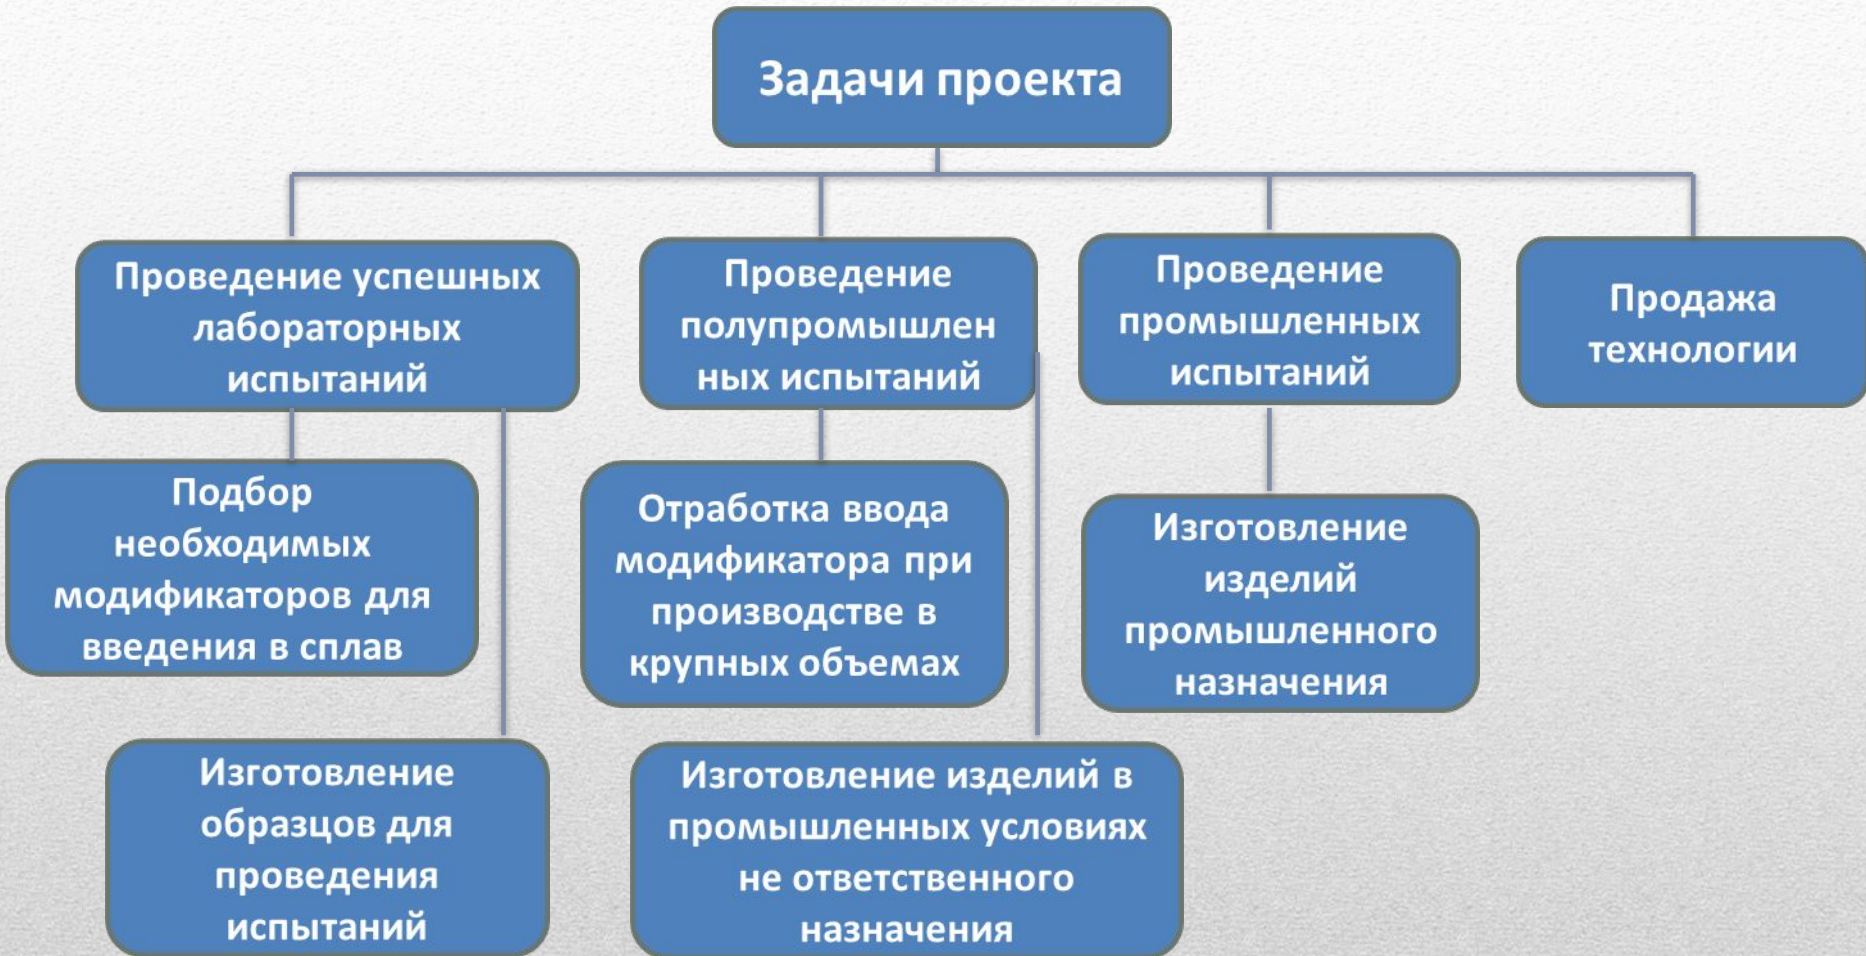 Задачи проекта
Проведение успешных
лабораторных
испытаний
Проведение
полупромышлен
ных испытаний
Проведение
промышленных
испытаний
Продажа
технологии
Подбор
необходимых
модификаторов для
введения в сплав
Отработка ввода
модификатора при
производстве в
крупных объемах
Изготовление
изделий
промышленного
назначения
Изготовление
образцов для
проведения
испытаний
Изготовление изделий в
промышленных условиях
не ответственного
назначения